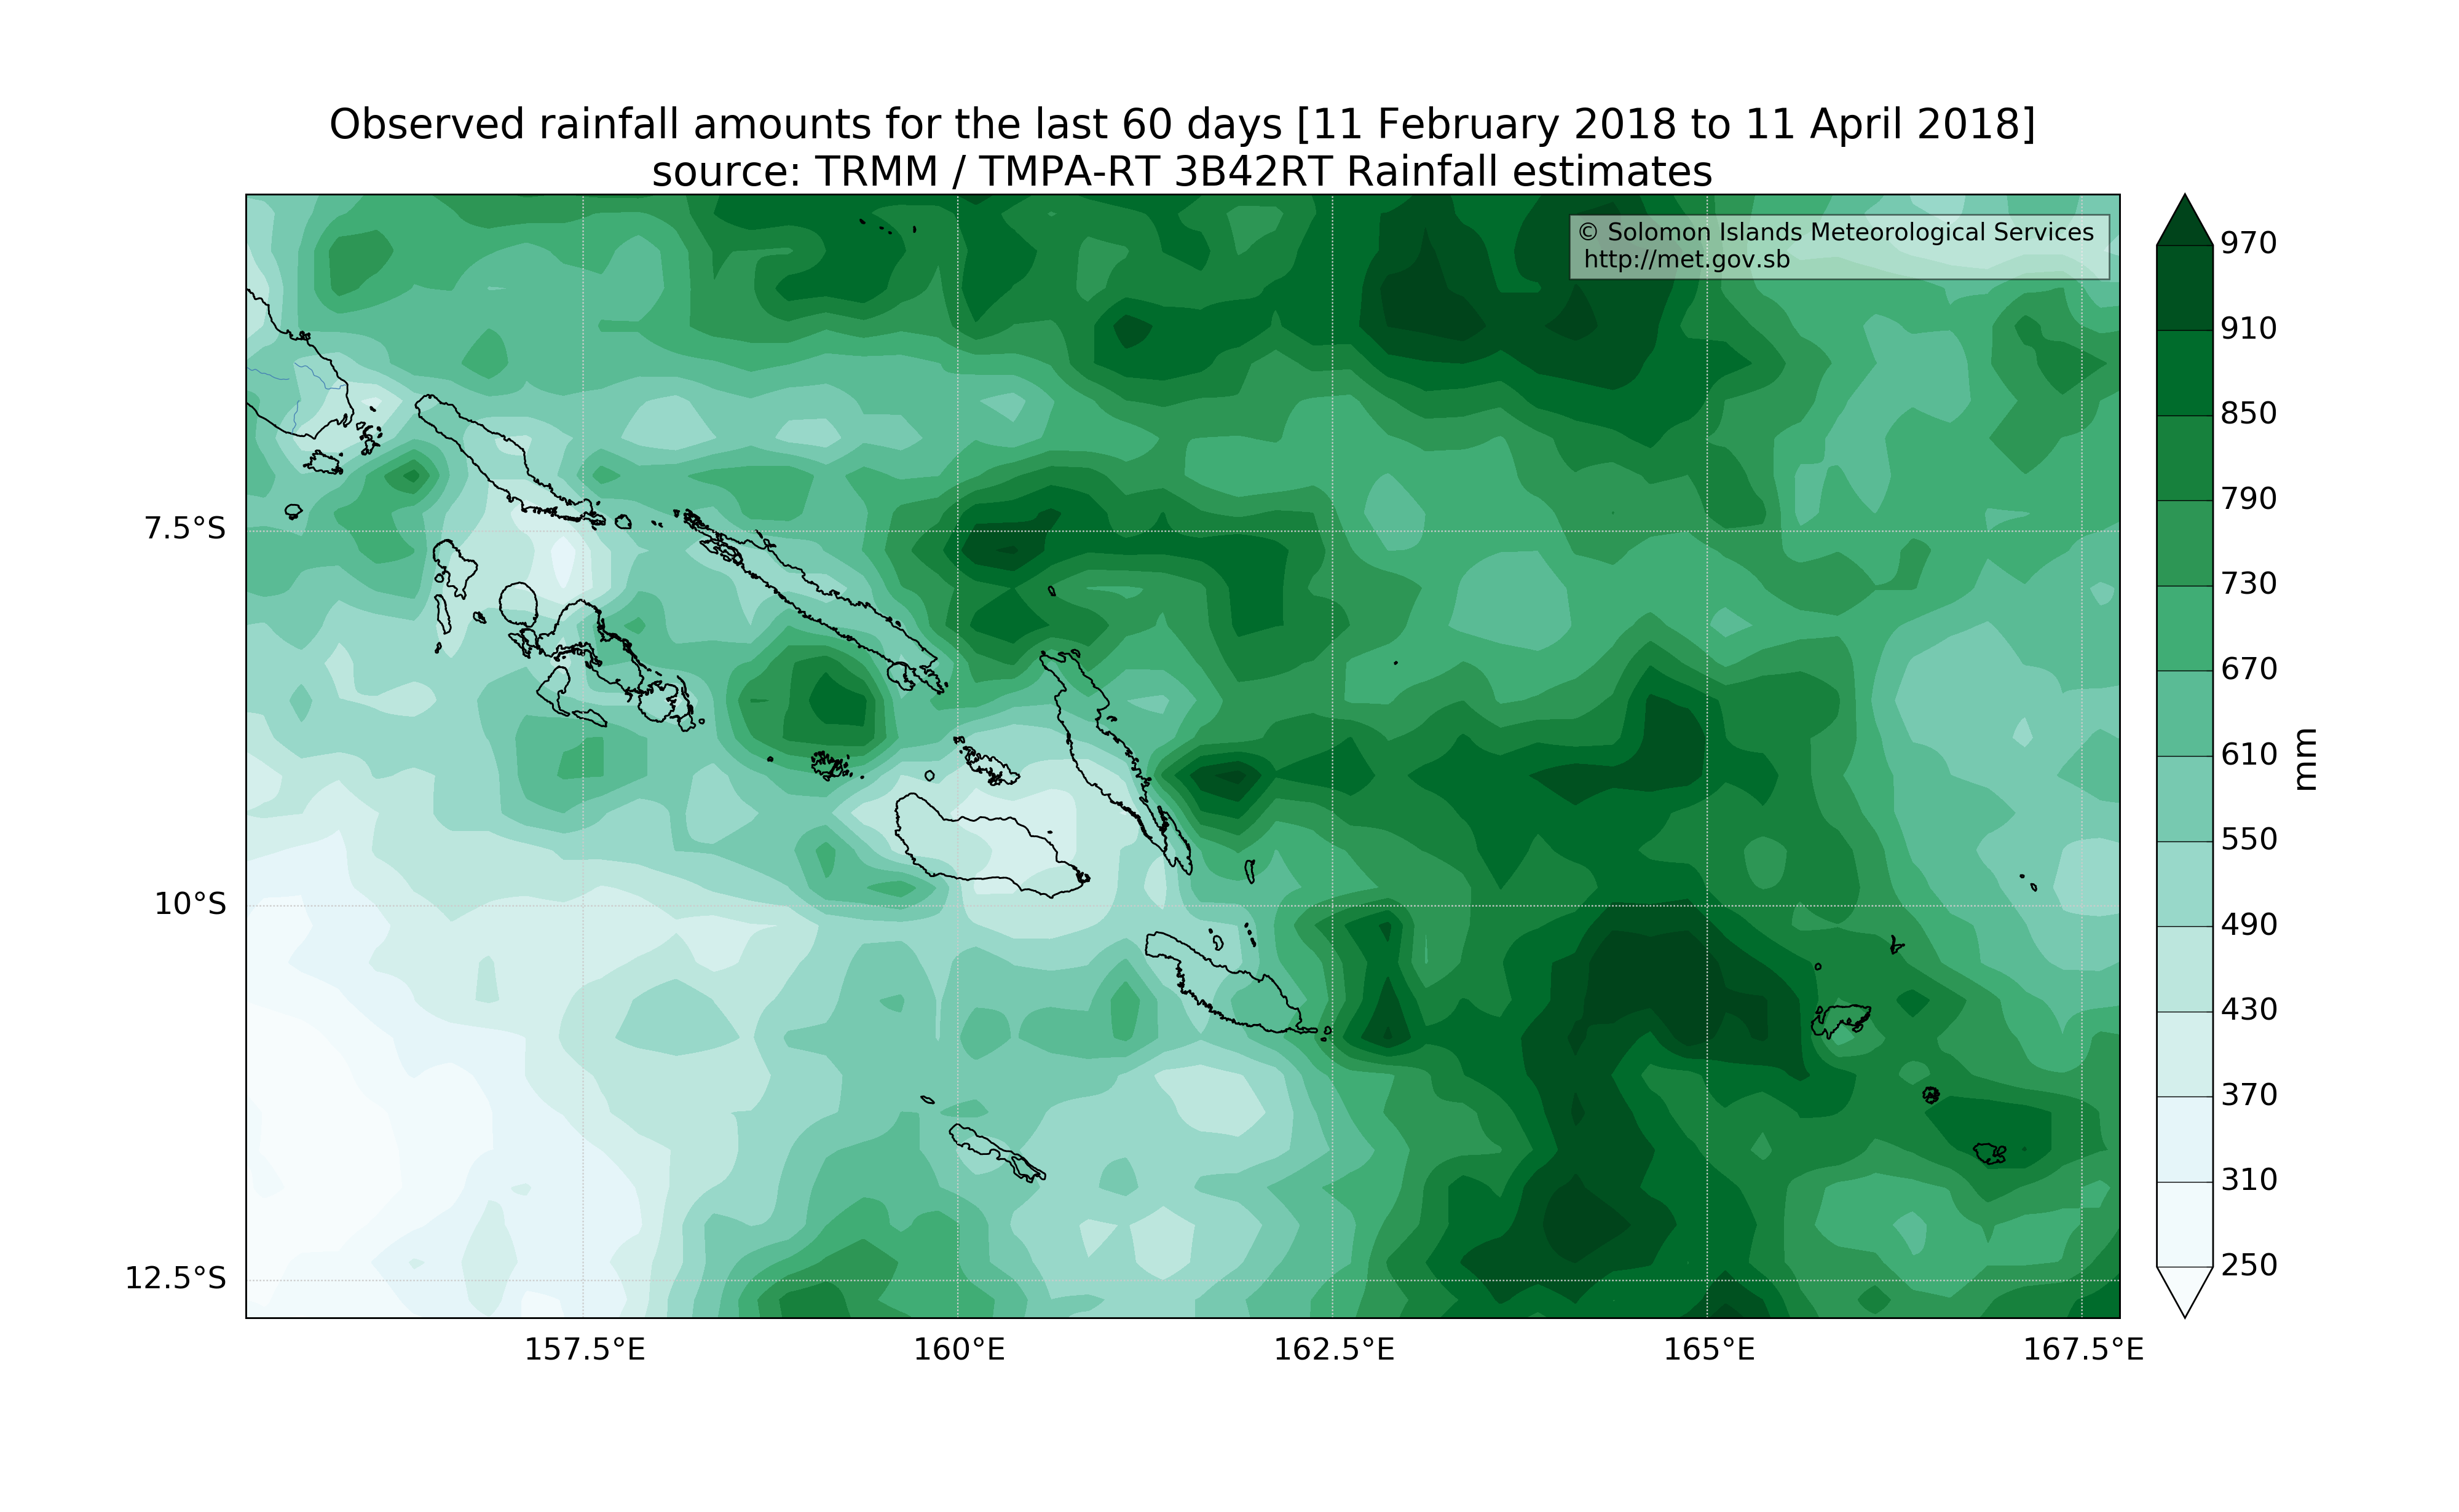 Observed rainfall amounts for the last 60 days [11 February 2018 to 11 April 2018]
source: TRMM / TMPA-RT 3B42RT Rainfall estimates
© Solomon Islands Meteorological Services
http://met.gov.sb
7.5°S
10°S
12.5°S
157.5°E
160°E
162.5°E
165°E
167.5°E
970
910
850
790
730
670
610
550
490
430
370
310
250
mm